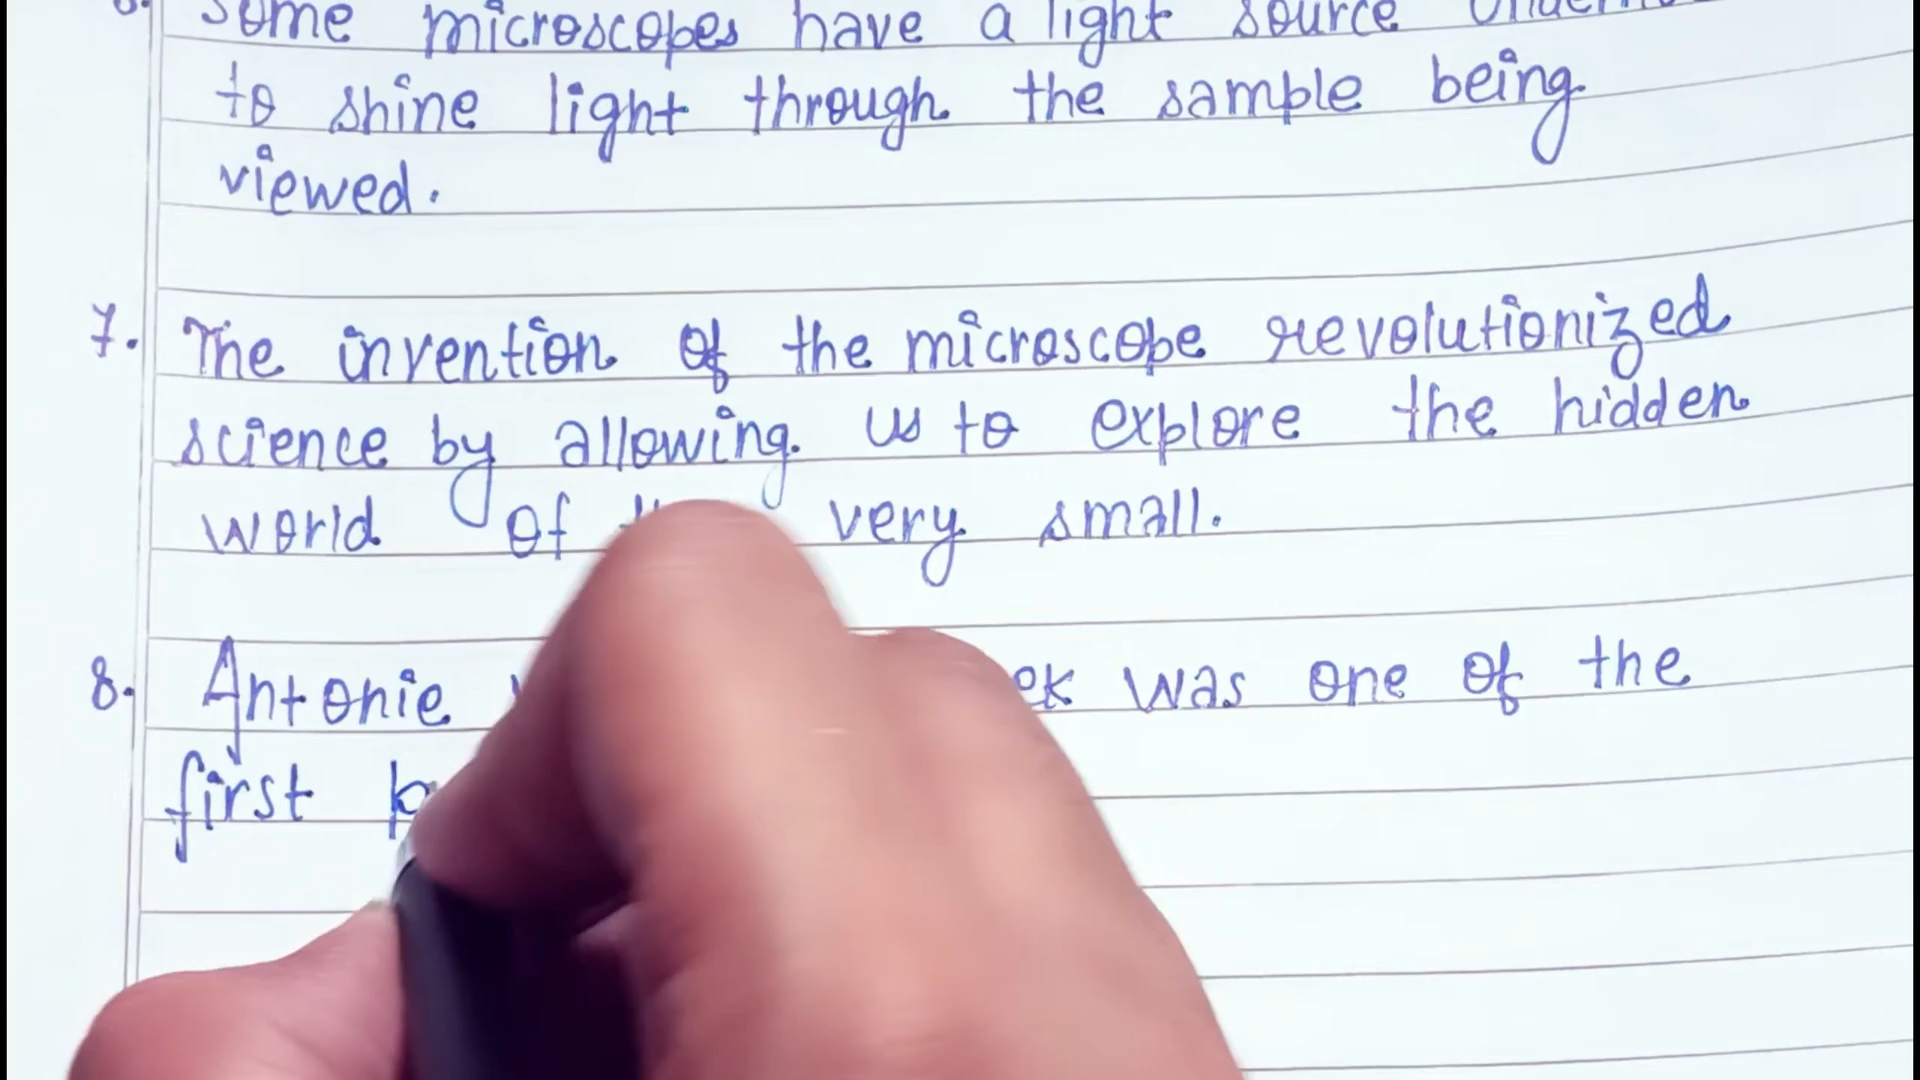 Some microscopes have a light source
to shine light through the sample being
viewed.
7. The invention of the microscope revolutionized
science by allowing us to explore the hidden
world of very small.
8. Antonie was one of the
first